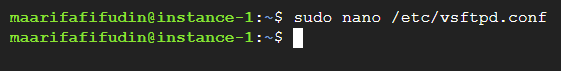 maarifafifudin@instance-1:~$ sudo nano /etc/vsftpd.conf
maarifafifudin@instance-1:~$